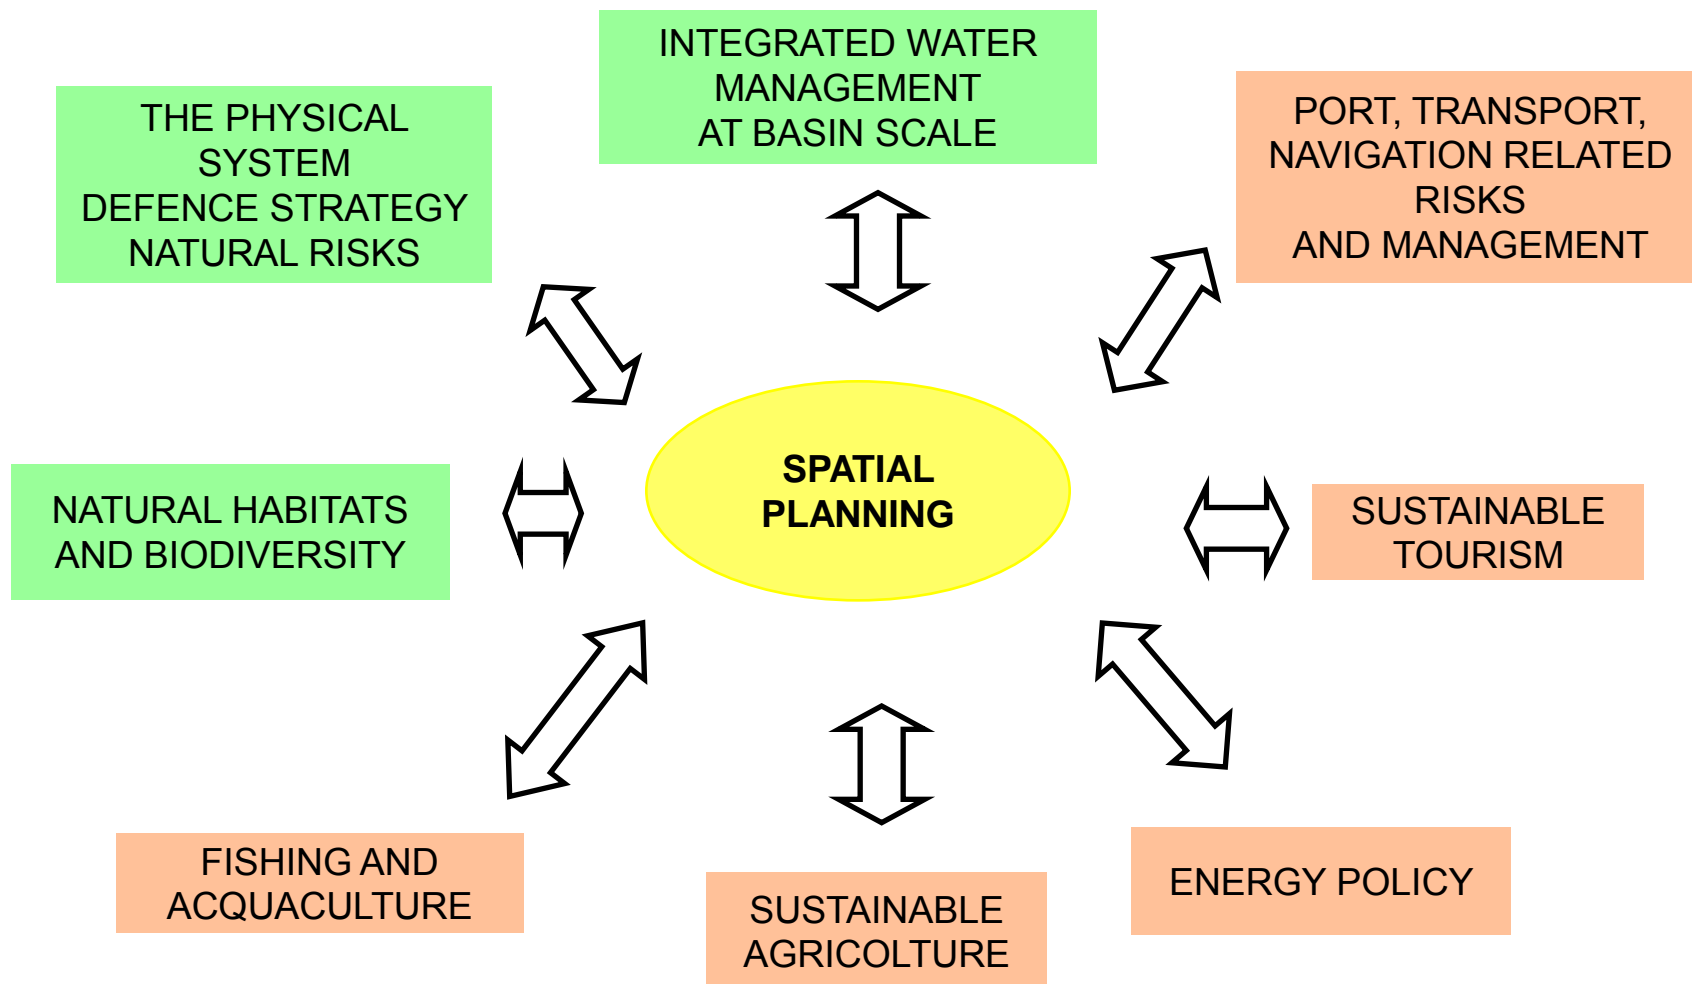 INTEGRATED WATER
MANAGEMENT
AT BASIN SCALE
THE PHYSICAL
SYSTEM
DEFENCE STRATEGY
NATURAL RISKS
PORT, TRANSPORT,
NAVIGATION RELATED
RISKS
AND MANAGEMENT
SPATIAL
PLANNING
NATURAL HABITATS
AND BIODIVERSITY
SUSTAINABLE
TOURISM
FISHING AND
ACQUACULTURE
SUSTAINABLE
AGRICOLTURE
ENERGY POLICY